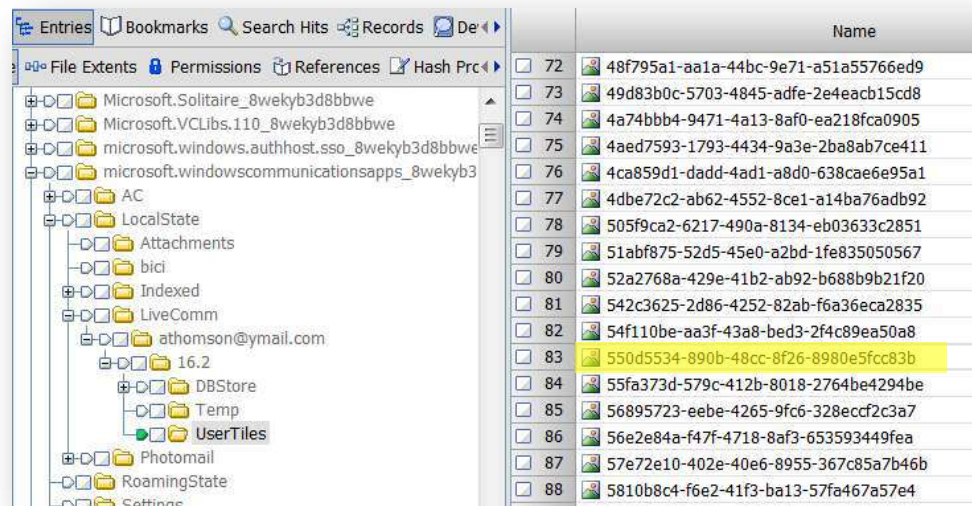 Entries Bookmarks Search Hits Records De
File Extents Permissions References Hash Prc
Microsoft.Solitaire_8wekyb3d8bbwe
Microsoft.VCLibs.110_8wekyb3d8bbwe
microsoft.windows.authhost.sso_8wekyb3d8bbwe
microsoft.windowscommunicationsapps_8wekyb3
AC
LocalState
Attachments
bici
Indexed
LiveComm
athomson@ymail.com
16.2
DBStore
Temp
UserTiles
Photomail
RoamingState
Settings
Name
72 48f795a1-aa1a-44bc-9e71-a51a55766ed9
73 49d83b0c-5703-4845-adfe-2e4eacb15cd8
74 4a74bbb4-9471-4a13-8af0-ea218fca0905
75 4aed7593-1793-4434-9a3e-2ba8ab7ce411
76 4ca859d1-dadd-4ad1-a8d0-638cae6e95a1
77 4dbe72c2-ab62-4552-8ce1-a14ba76adb92
78 505f9ca2-6217-490a-8134-eb03633c2851
79 51abf875-52d5-45e0-a2bd-1fe835050567
80 52a2768a-429e-41b2-ab92-b688b9b21f20
81 542c3625-2d86-4252-82ab-f6a36eca2835
82 54f110be-aa3f-43a8-bed3-2f4c89ea50a8
83 550d5534-890b-48cc-8f26-8980e5fcc83b
84 55fa373d-579c-412b-8018-2764be4294be
85 56895723-eebe-4265-9fc6-328eccf2c3a7
86 56e2e84a-f47f-4718-8af3-653593449fea
87 57e72e10-402e-40e6-8955-367c85a7b46b
88 5810b8c4-f6e2-41f3-ba13-57fa467a57e4